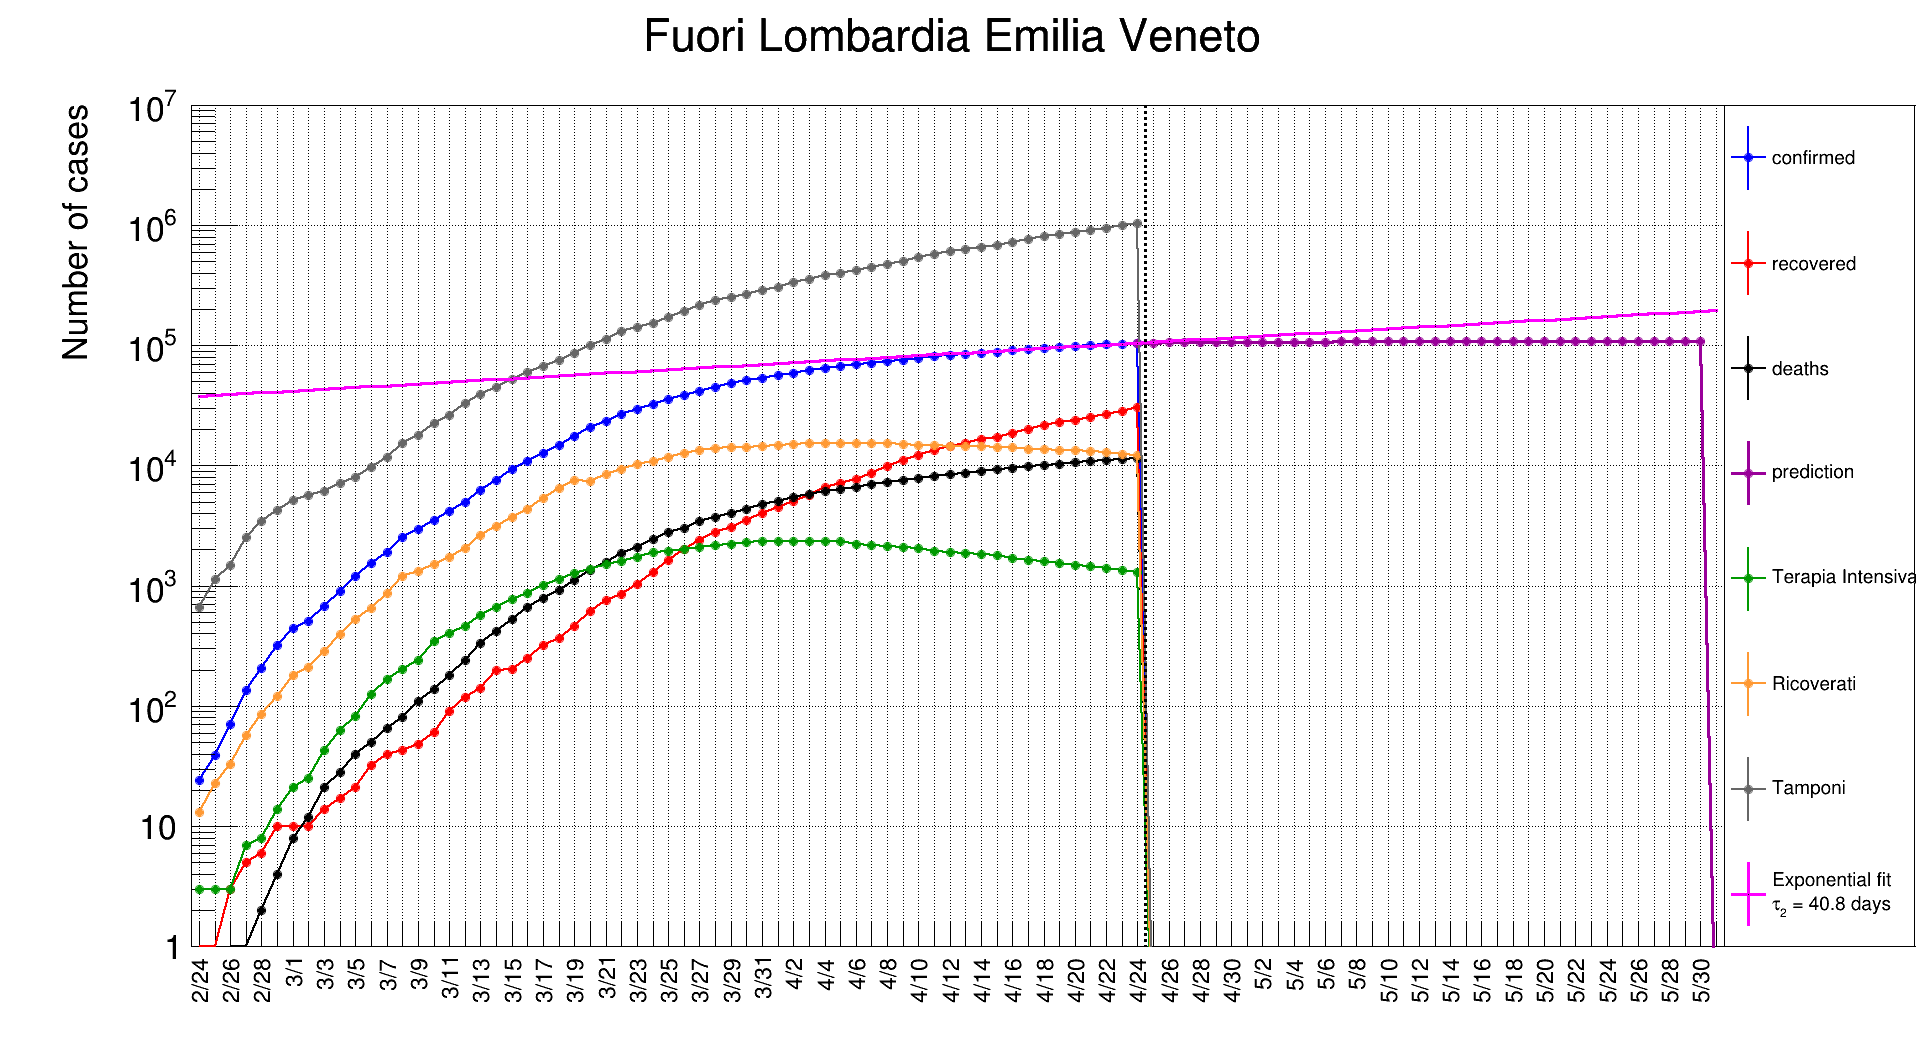 Fuori Lombardia Emilia Veneto
Number of cases
10^7
10^6
10^5
10^4
10^3
10^2
10
1
2/24 2/26 2/28 3/1 3/3 3/5 3/7 3/9 3/11 3/13 3/15 3/17 3/19 3/21 3/23 3/25 3/27 3/29 3/31 4/2 4/4 4/6 4/8 4/10 4/12 4/14 4/16 4/18 4/20 4/22 4/24 4/26 4/28 4/30 5/2 5/4 5/6 5/8 5/10 5/12 5/14 5/16 5/18 5/20 5/22 5/24 5/26 5/28 5/30
confirmed
recovered
deaths
prediction
Terapia Intensiva
Ricoverati
Tamponi
Exponential fit
τ₂ = 40.8 days